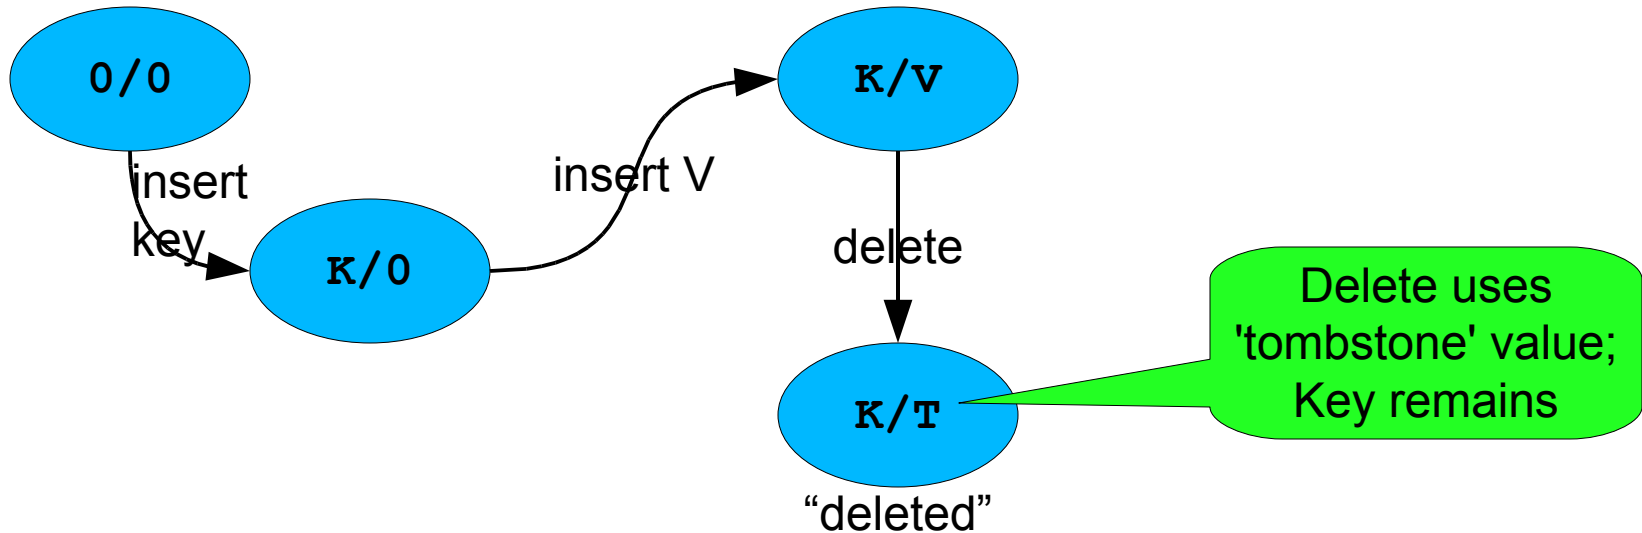 0/0
K/V
insert
key
insert V
K/0
delete
Delete uses
'tombstone' value;
Key remains
K/T
“deleted”